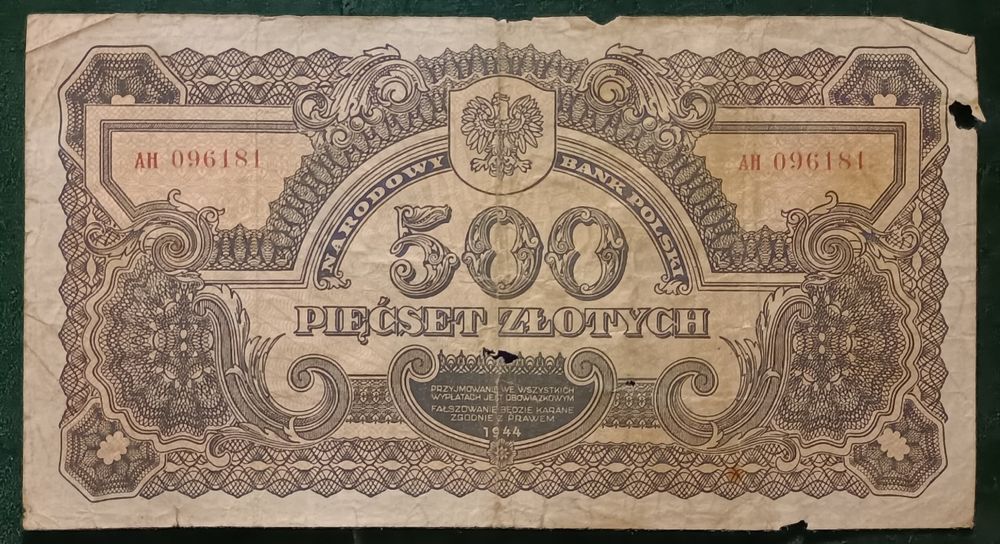 AH 096181
AH 096181
NARODOWY BANK POLSKI
500
PIĘĆSET ZŁOTYCH
PRZYJMOWANIE WE WSZYSTKICH
WYPŁATACH JEST OBOWIĄZKOWYM
FAŁSZOWANIE BĘDZIE KARANE
ZGODNIE Z PRAWEM
1944